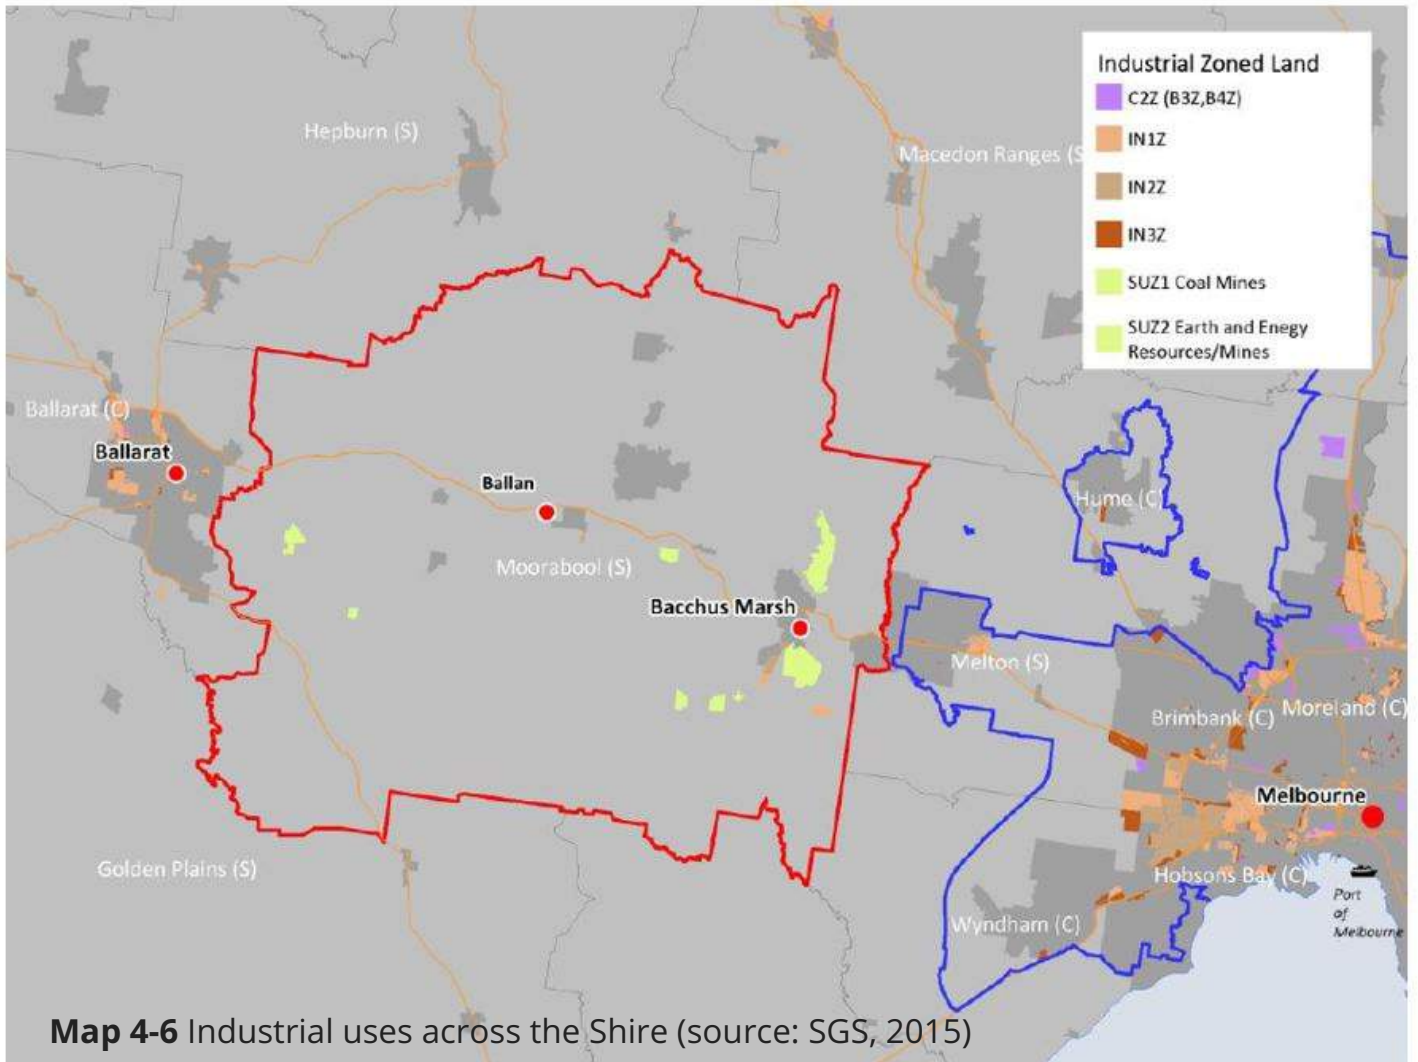 Industrial Zoned Land
C2Z (B3Z,B4Z)
IN1Z
IN2Z
IN3Z
SUZ1 Coal Mines
SUZ2 Earth and Enegy
Resources/Mines
Hepburn (S)
Macedon Ranges (S
Ballarat (C)
Ballarat
Ballan
Hume (C)
Moorabool (S)
Bacchus Marsh
Melton (S)
Brimbank (C)
Moreland (C)
Melbourne
Golden Plains (S)
Hobsons Bay (C)
Port
of
Melbourne
Wyndham (C)
Map 4-6 Industrial uses across the Shire (source: SGS, 2015)